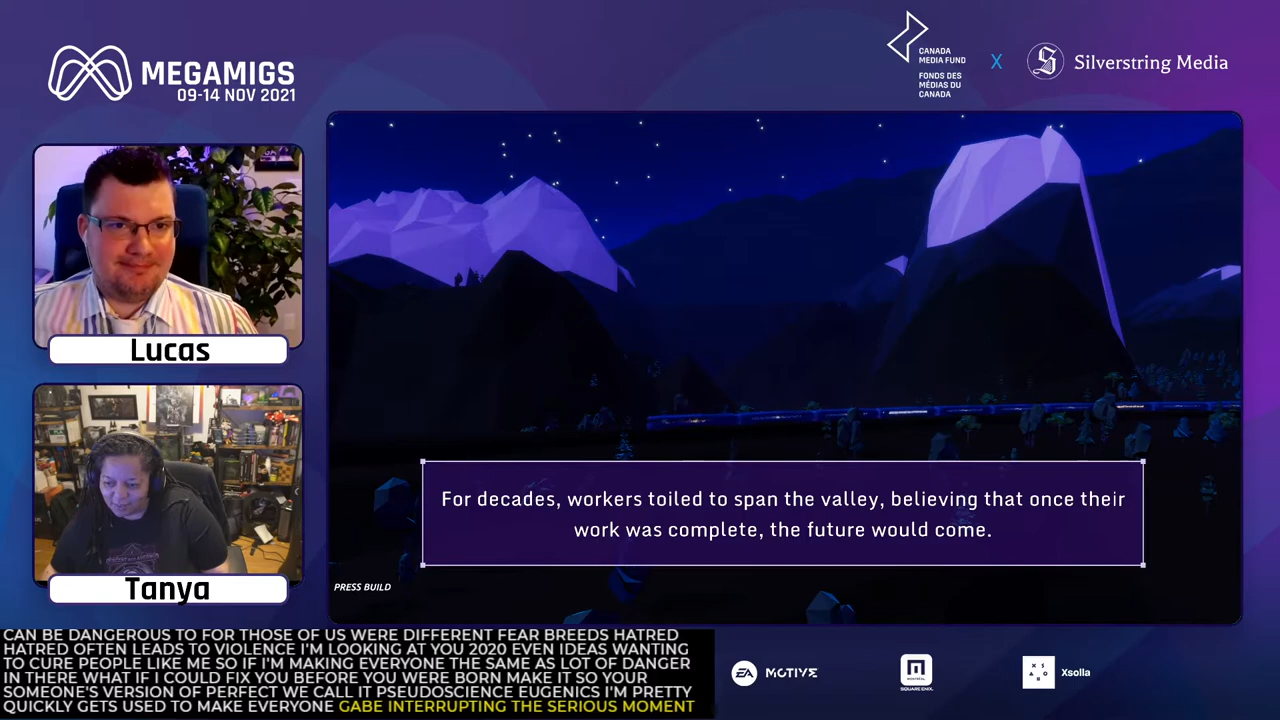 MEGAMIGS
09-14 NOV 2021
CANADA
MEDIA FUND
FONDS DES
MÉDIAS DU
CANADA
X
Silverstring Media
Lucas
Tanya
For decades, workers toiled to span the valley, believing that once their
work was complete, the future would come.
PRESS BUILD
CAN BE DANGEROUS TO FOR THOSE OF US WERE DIFFERENT FEAR BREEDS HATRED
HATRED OFTEN LEADS TO VIOLENCE I'M LOOKING AT YOU 2020 EVEN IDEAS WANTING
TO CURE PEOPLE LIKE ME SO IF I'M MAKING EVERYONE THE SAME AS LOT OF DANGER
IN THERE WHAT IF I COULD FIX YOU BEFORE YOU WERE BORN MAKE IT SO YOUR
SOMEONE'S VERSION OF PERFECT WE CALL IT PSEUDOSCIENCE EUGENICS I'M PRETTY
QUICKLY GETS USED TO MAKE EVERYONE GABE INTERRUPTING THE SERIOUS MOMENT
EA MOTIVE
MONTRÉAL
SQUARE ENIX
XSOLLA
Xsolla